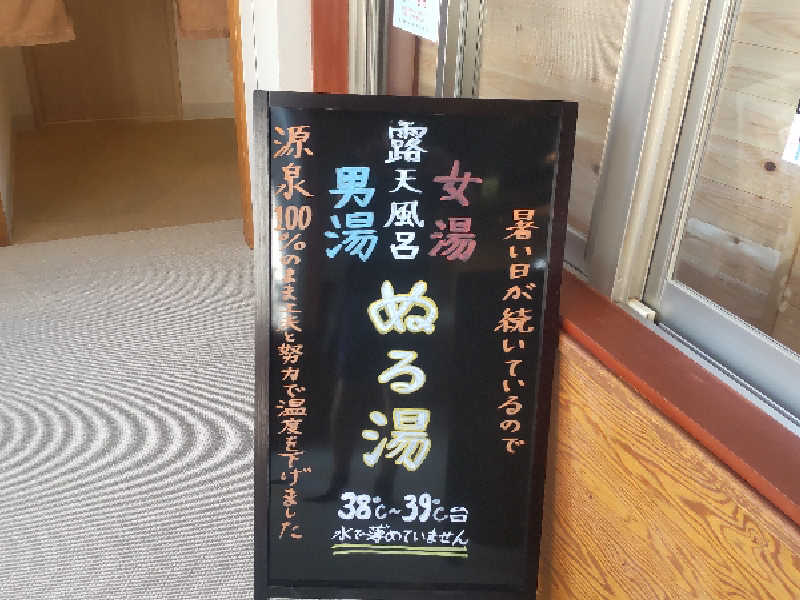 暑い日が続いているので
女湯
露天風呂
男湯
ぬる湯
38℃~39℃台
水で薄めていません
源泉100%のまま工夫と努力で温度を下げました